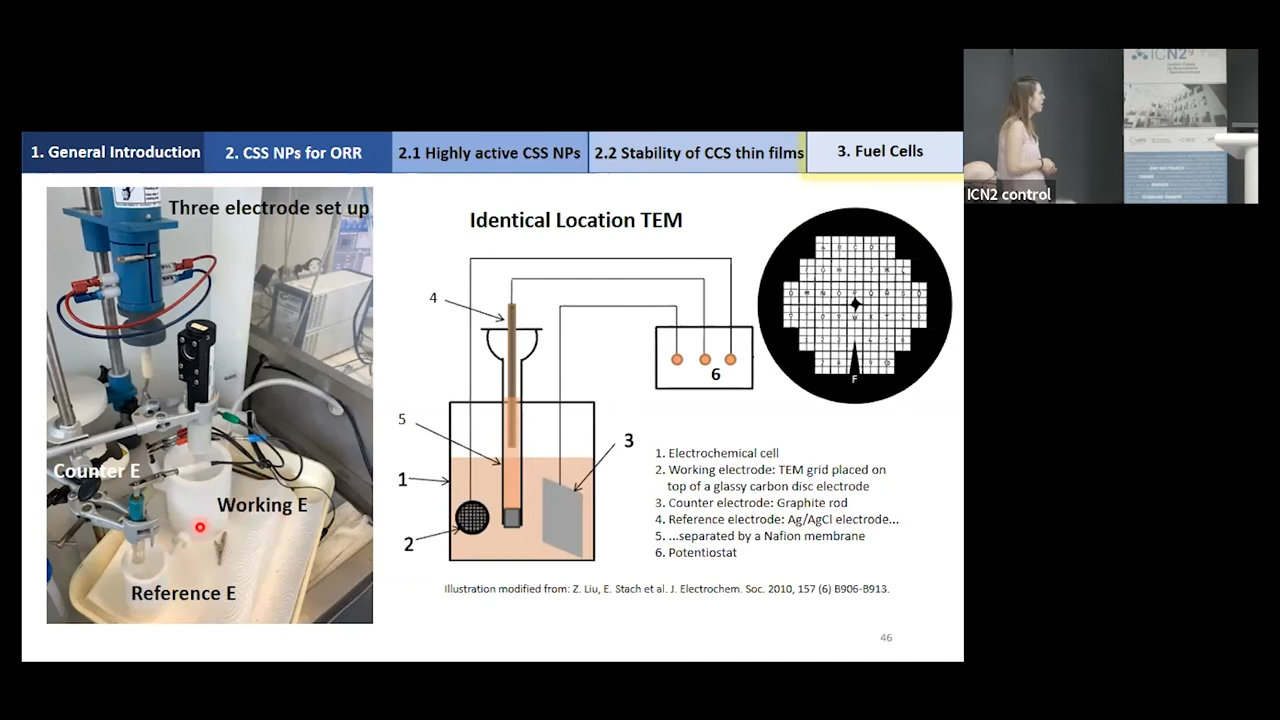 1. General Introduction
2. CSS NPs for ORR
2.1 Highly active CSS NPs
2.2 Stability of CCS thin films
3. Fuel Cells
Three electrode set up
Counter E
Working E
Reference E
Identical Location TEM
4
5
1
2
3
6
F
1. Electrochemical cell
2. Working electrode: TEM grid placed on
top of a glassy carbon disc electrode
3. Counter electrode: Graphite rod
4. Reference electrode: Ag/AgCl electrode...
5. ...separated by a Nafion membrane
6. Potentiostat
Illustration modified from: Z. Liu, E. Stach et al. J. Electrochem. Soc. 2010, 157 (6) B906-B913.
46
ICN2
ICN2 control